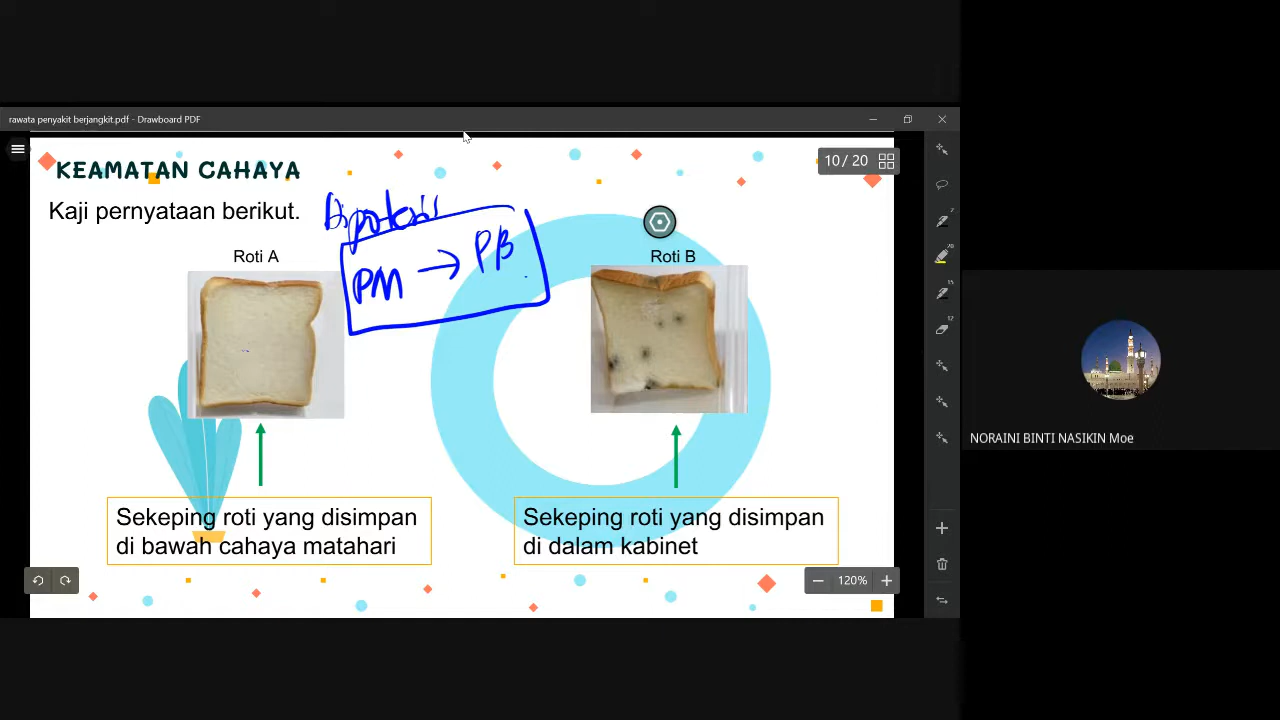 rawata penyakit berjangkit.pdf - Drawboard PDF
10 / 20
KEAMATAN CAHAYA
Kaji pernyataan berikut.
Hipotesis
PM → PB
Roti A
Roti B
Sekeping roti yang disimpan
di bawah cahaya matahari
Sekeping roti yang disimpan
di dalam kabinet
120%
NORAINI BINTI NASIKIN Moe